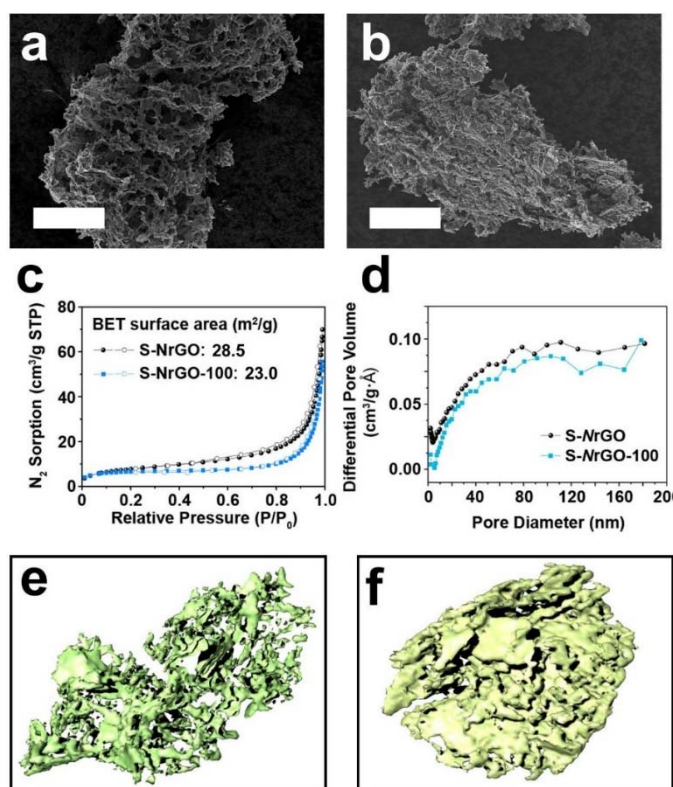 a
b
c
80
60
40
20
0
N₂ Sorption (cm³/g STP)
BET surface area (m²/g)
S-NrGO: 28.5
S-NrGO-100: 23.0
0.0 0.2 0.4 0.6 0.8 1.0
Relative Pressure (P/P₀)
d
0.10
0.05
0.00
Differential Pore Volume
(cm³/g·Å)
S-NrGO
S-NrGO-100
0 40 80 120 160 200
Pore Diameter (nm)
e
f